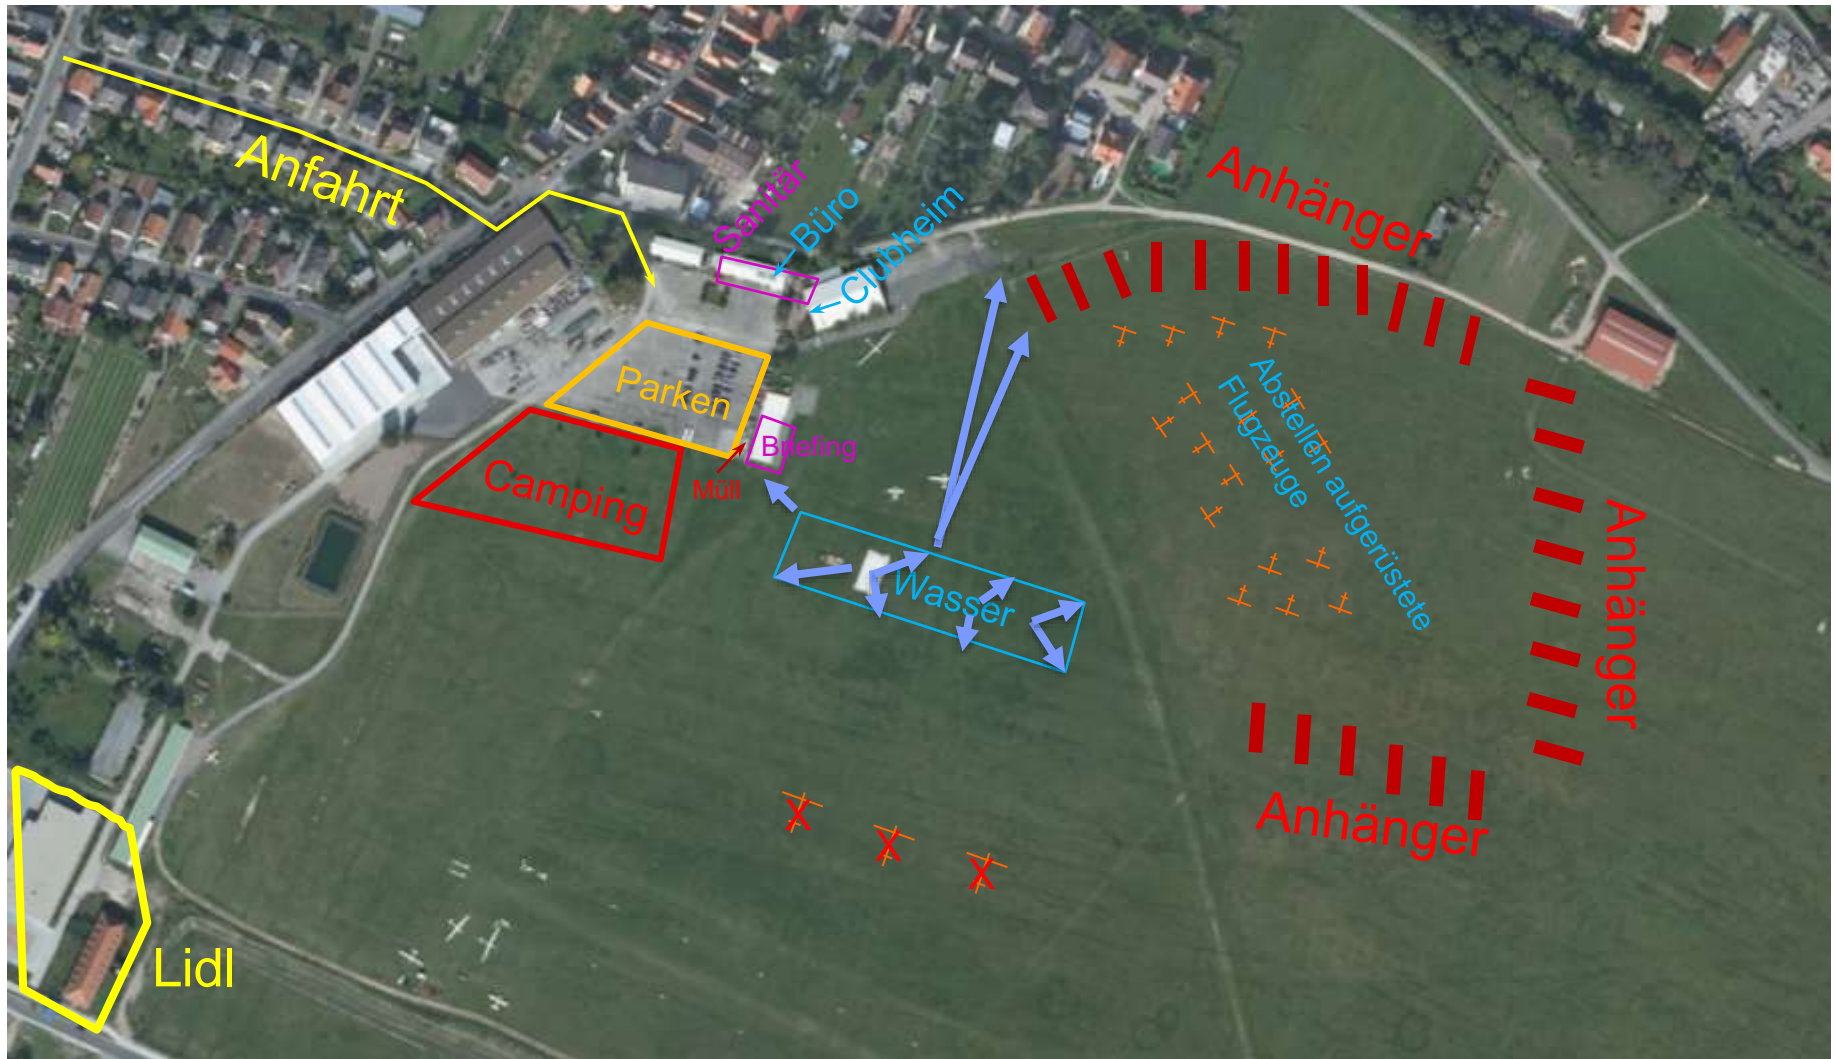 Anfahrt
Sanitär
Büro
Clubheim
Anhänger
Parken
Briefing
Müll
Camping
Abstellen aufgerüstete
Flugzeuge
Wasser
Anhänger
Anhänger
X
X
X
Lidl